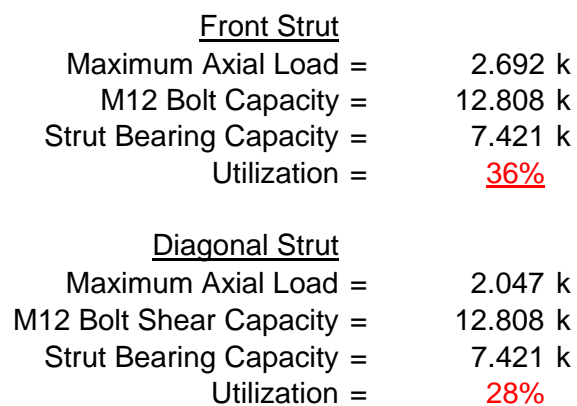 Front Strut
Maximum Axial Load = 2.692 k
M12 Bolt Capacity = 12.808 k
Strut Bearing Capacity = 7.421 k
Utilization = 36%
Diagonal Strut
Maximum Axial Load = 2.047 k
M12 Bolt Shear Capacity = 12.808 k
Strut Bearing Capacity = 7.421 k
Utilization = 28%